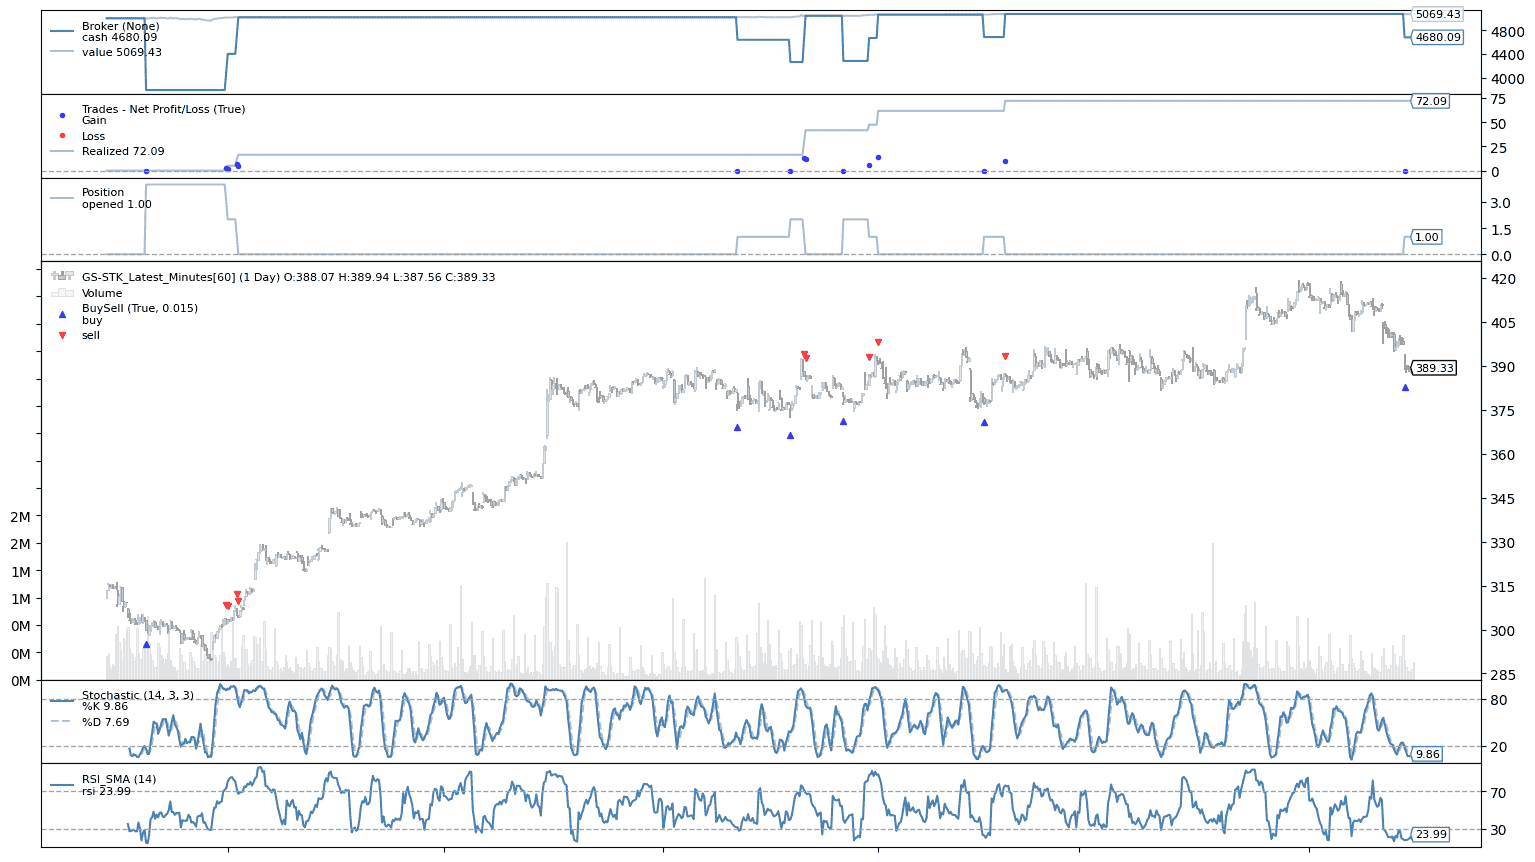 Broker (None)
cash 4680.09
value 5069.43
5069.43
4680.09
4800
4400
4000
Trades - Net Profit/Loss (True)
Gain
Loss
Realized 72.09
72.09
75
50
25
0
Position
opened 1.00
1.00
3.0
1.5
0.0
GS-STK_Latest_Minutes[60] (1 Day) O:388.07 H:389.94 L:387.56 C:389.33
Volume
BuySell (True, 0.015)
buy
sell
420
405
390
389.33
375
360
345
330
315
300
285
2M
2M
1M
1M
0M
0M
0M
Stochastic (14, 3, 3)
%K 9.86
%D 7.69
80
20
9.86
RSI_SMA (14)
rsi 23.99
70
30
23.99